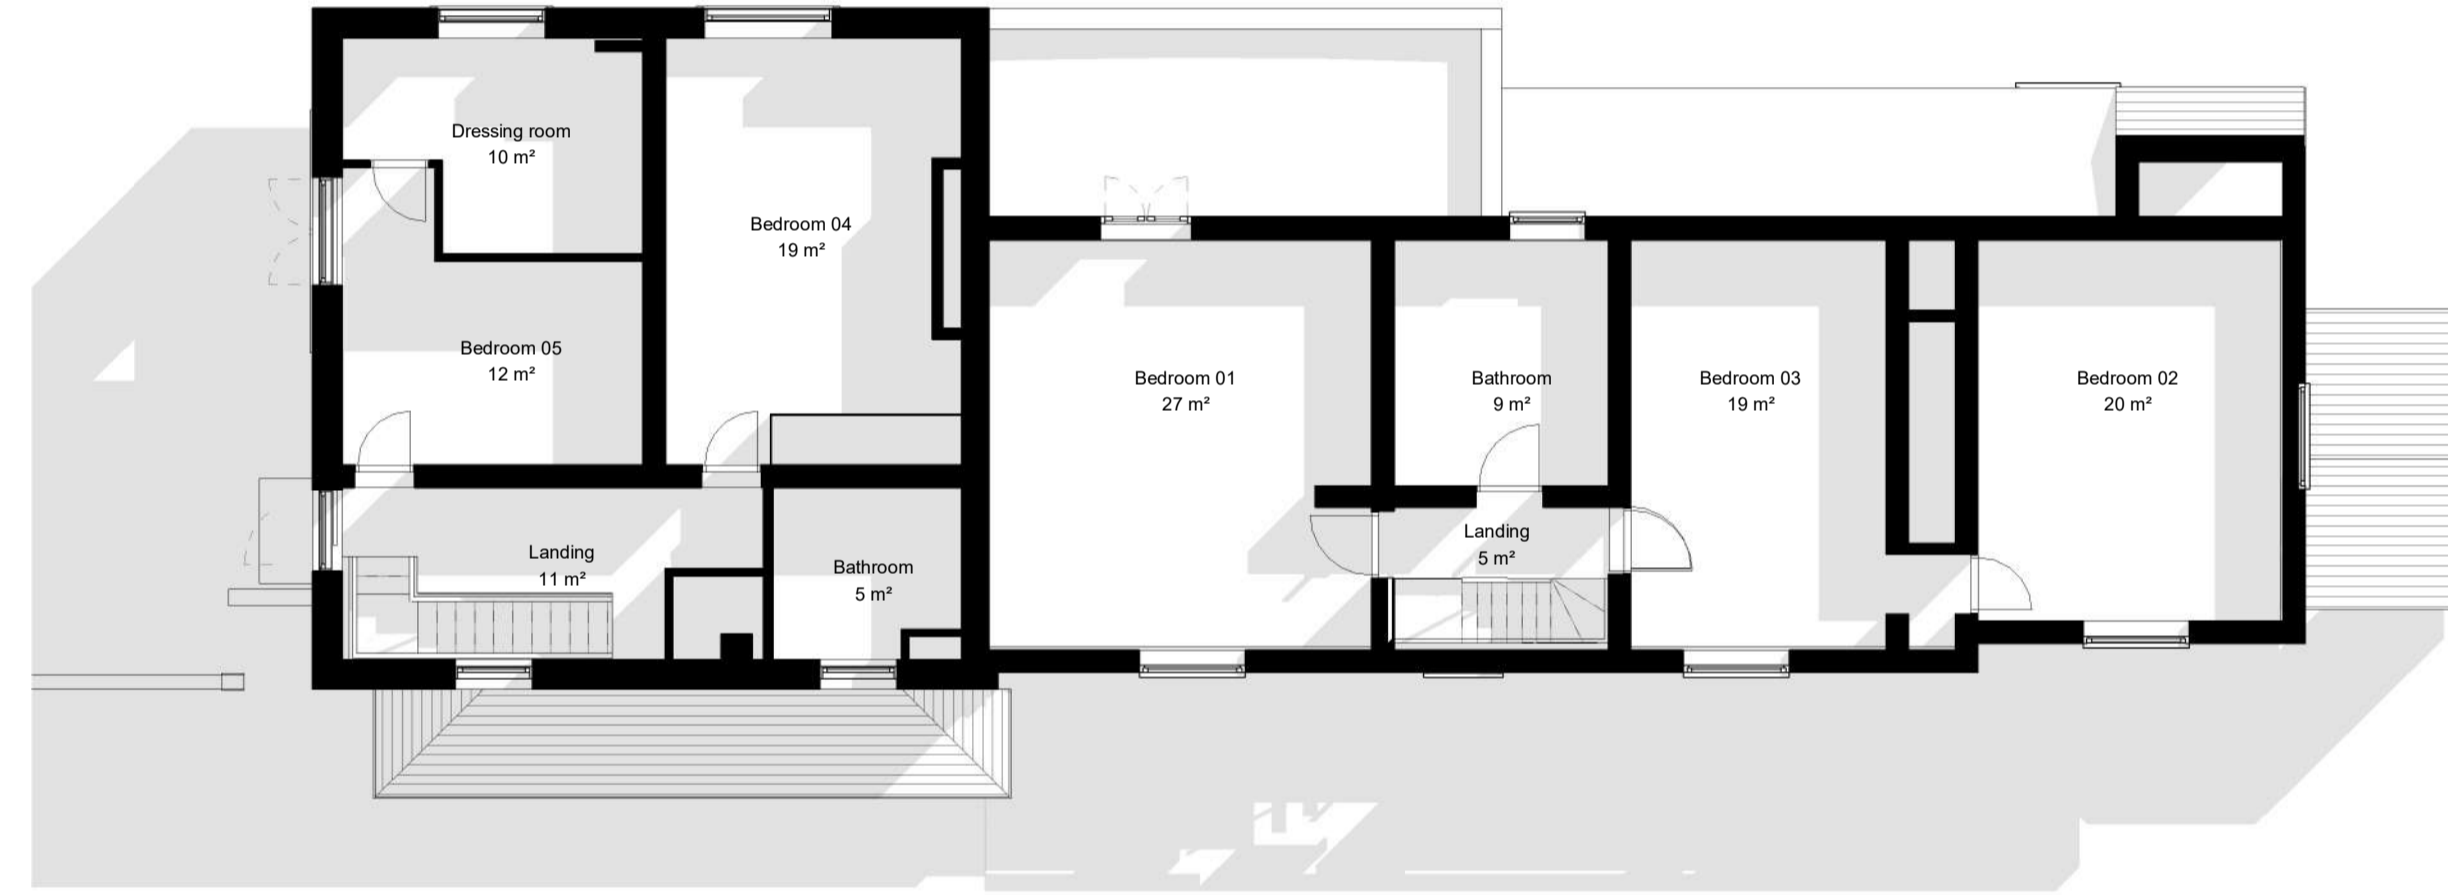 Dressing room
10 m²
Bedroom 04
19 m²
Bedroom 05
12 m²
Bedroom 01
27 m²
Bathroom
9 m²
Bedroom 03
19 m²
Bedroom 02
20 m²
Landing
5 m²
Landing
11 m²
Bathroom
5 m²